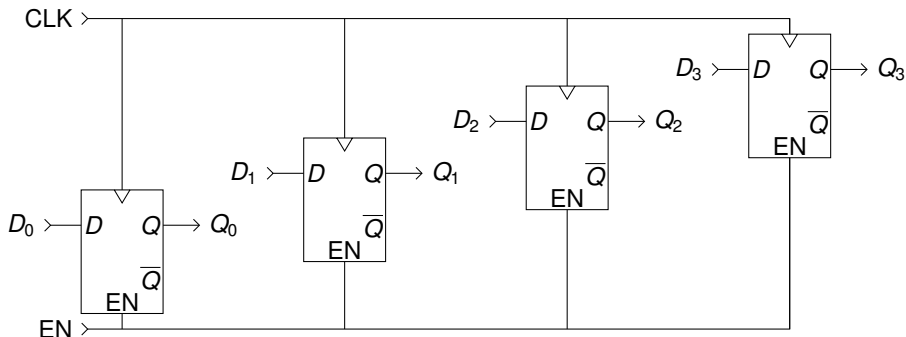 CLK
D₃ D Q Q₃
Q̅
EN
D₂ D Q Q₂
Q̅
EN
D₁ D Q Q₁
Q̅
EN
D₀ D Q Q₀
Q̅
EN
EN